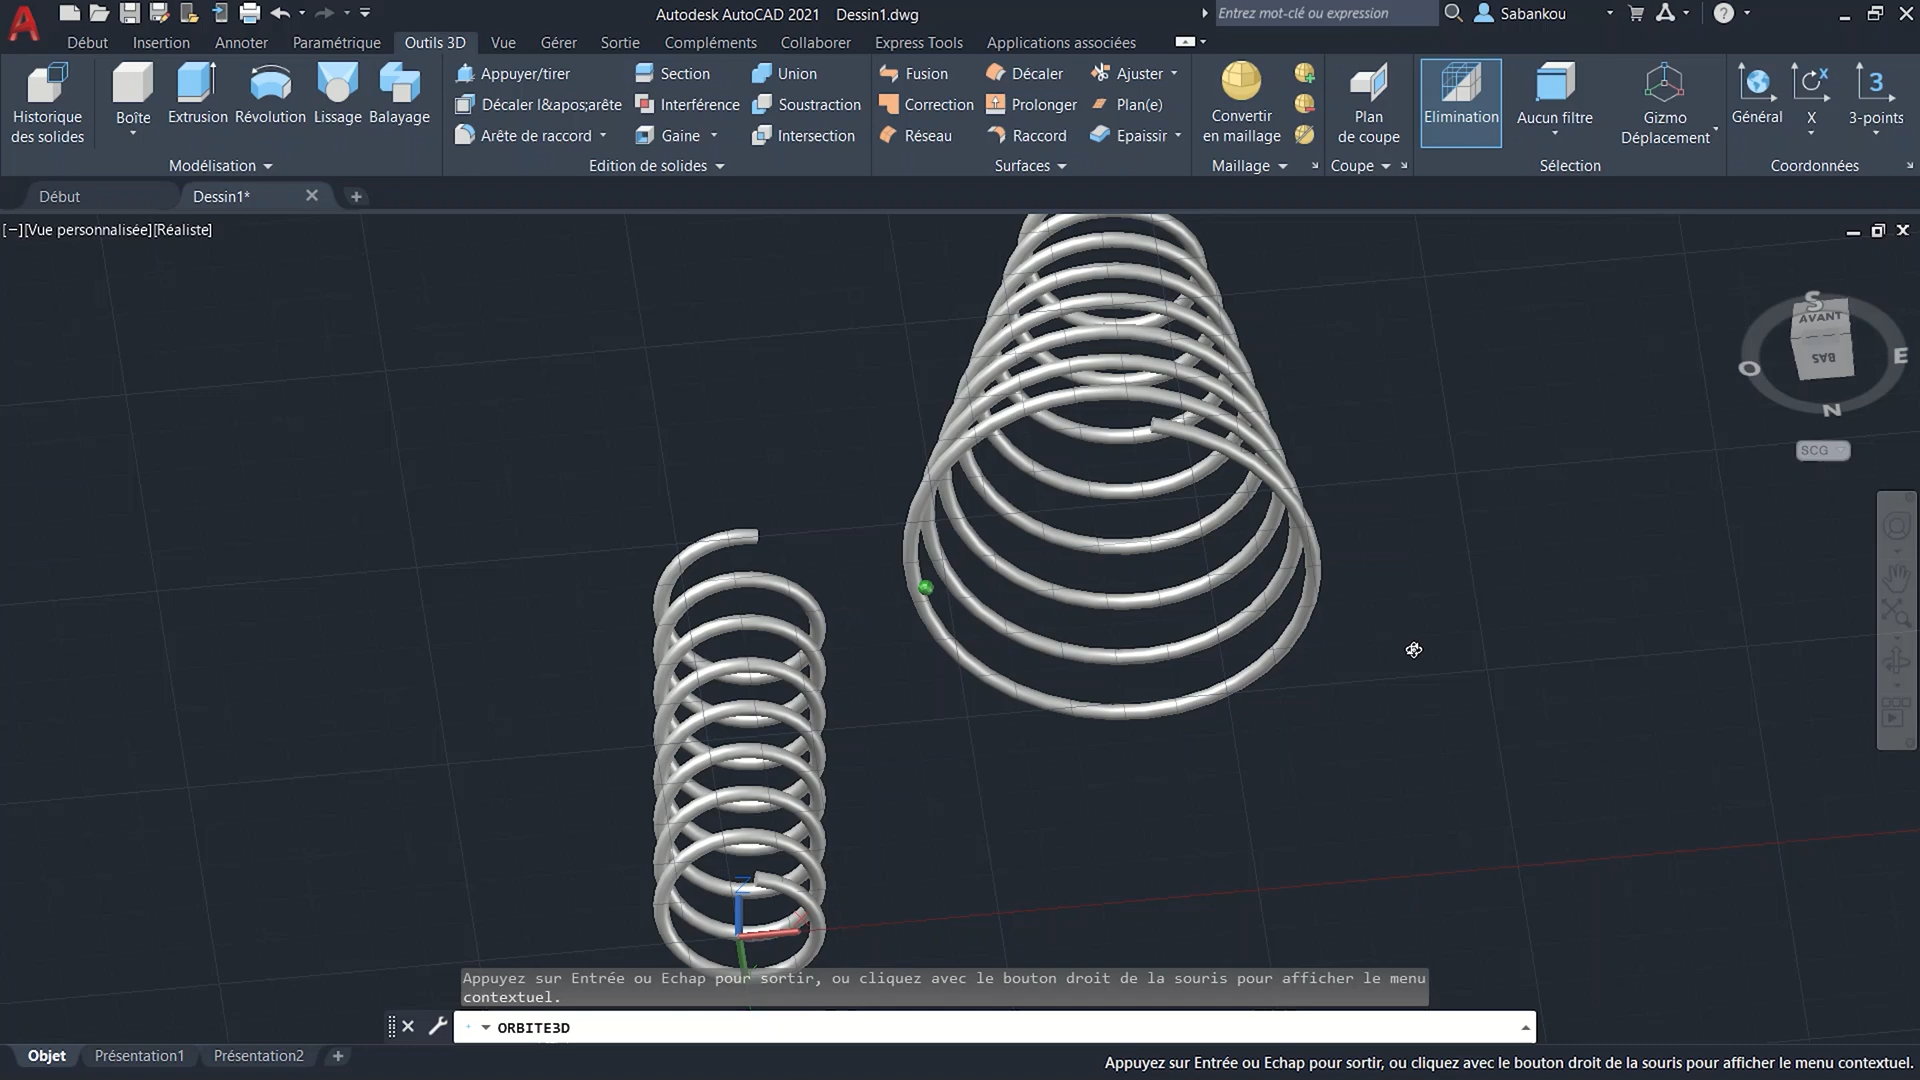 Autodesk AutoCAD 2021 Dessin1.dwg
Entrez mot-clé ou expression
Sabankou
Début Insertion Annoter Paramétrique Outils 3D Vue Gérer Sortie Compléments Collaborer Express Tools Applications associées
Historique des solides
Boîte
Extrusion
Révolution
Lissage
Balayage
Modélisation
Appuyer/tirer
Décaler l&apos;arête
Arête de raccord
Section
Interférence
Gaine
Union
Soustraction
Intersection
Edition de solides
Fusion
Correction
Réseau
Décaler
Prolonger
Raccord
Ajuster
Plan(e)
Epaissir
Surfaces
Convertir
en maillage
Maillage
Plan
de coupe
Coupe
Elimination
Aucun filtre
Gizmo
Déplacement
Sélection
Général
X
3-points
Coordonnées
Début
Dessin1*
[−][Vue personnalisée][Réaliste]
S
AVANT
BAS
O
E
N
SCG
Z
X
Appuyez sur Entrée ou Echap pour sortir, ou cliquez avec le bouton droit de la souris pour afficher le menu
contextuel.
ORBITE3D
Objet Présentation1 Présentation2 +
Appuyez sur Entrée ou Echap pour sortir, ou cliquez avec le bouton droit de la souris pour afficher le menu contextuel.